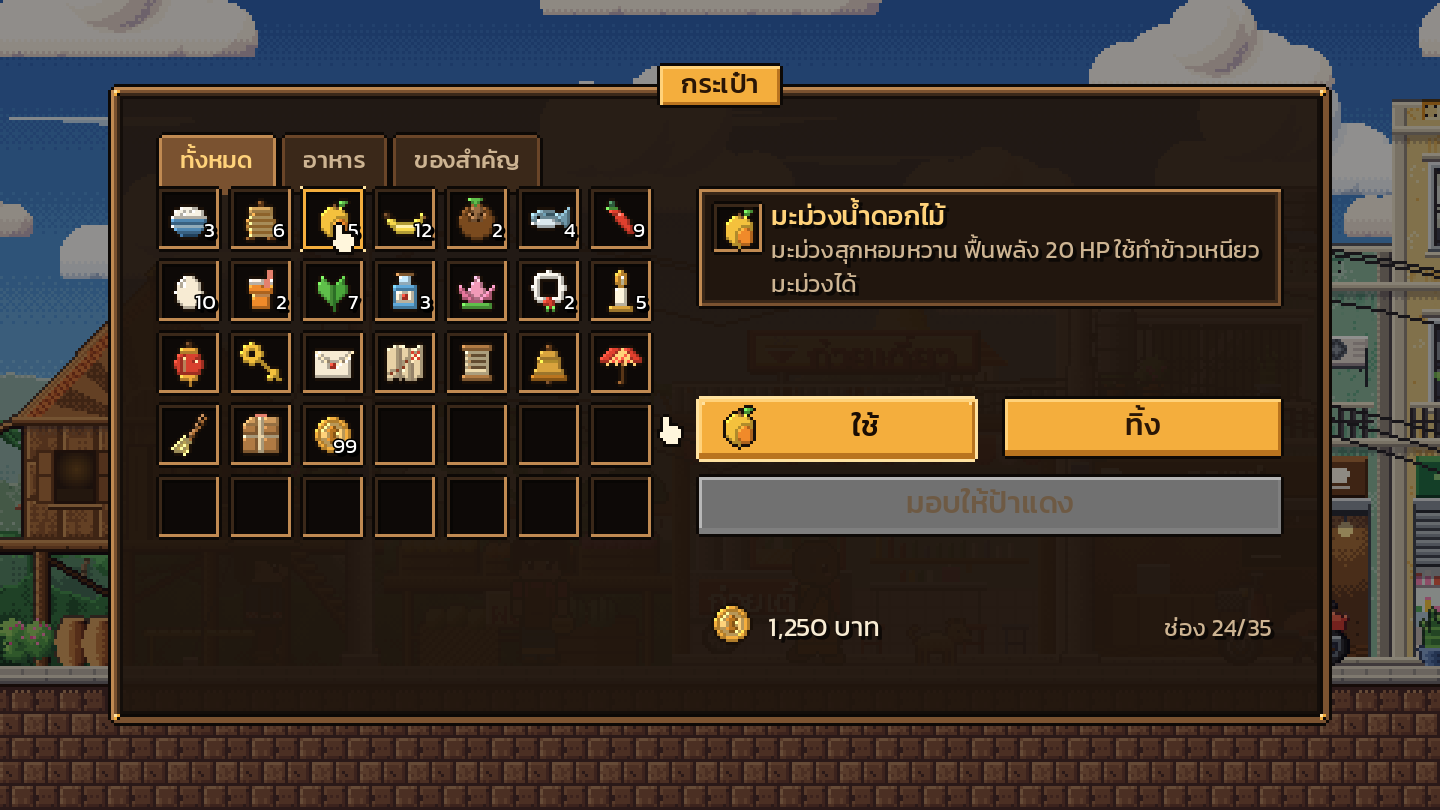 กระเป๋า
ทั้งหมด
อาหาร
ของสำคัญ
3
6
5
12
2
4
9
10
2
7
3
2
5
99
มะม่วงน้ำดอกไม้
มะม่วงสุกหอมหวาน ฟื้นพลัง 20 HP ใช้ทำข้าวเหนียว
มะม่วงได้
ใช้
ทิ้ง
มอบให้ป้าแดง
1,250 บาท
ช่อง 24/35